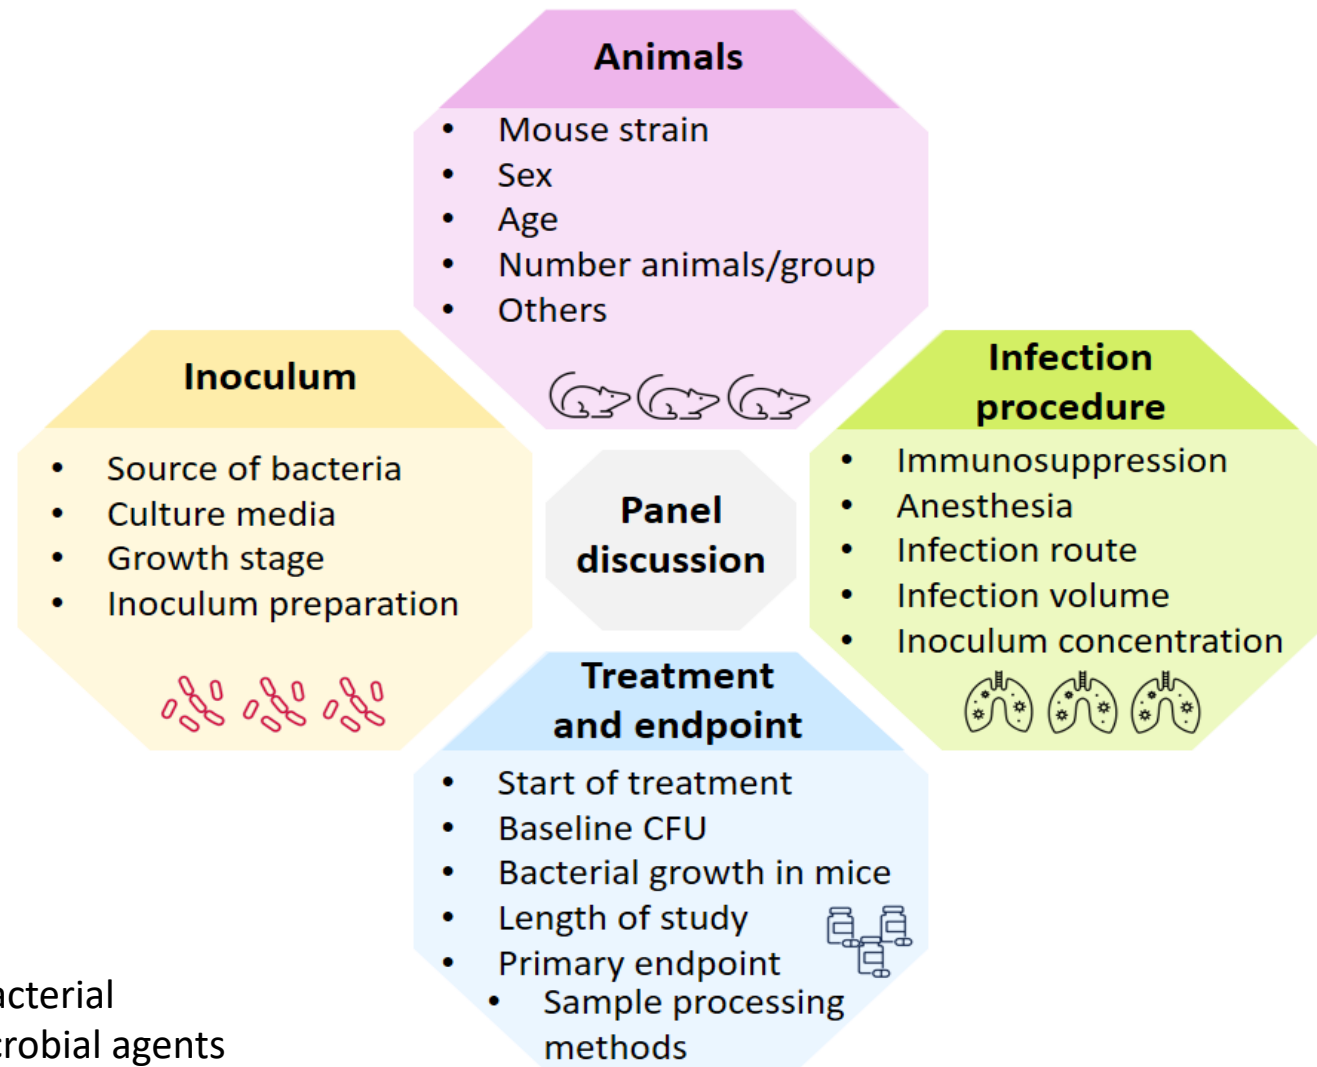 Animals
• Mouse strain
• Sex
• Age
• Number animals/group
• Others
Inoculum
• Source of bacteria
• Culture media
• Growth stage
• Inoculum preparation
Panel
discussion
Infection
procedure
• Immunosuppression
• Anesthesia
• Infection route
• Infection volume
• Inoculum concentration
Treatment
and endpoint
• Start of treatment
• Baseline CFU
• Bacterial growth in mice
• Length of study
• Primary endpoint
• Sample processing
methods
acterial
crobial agents